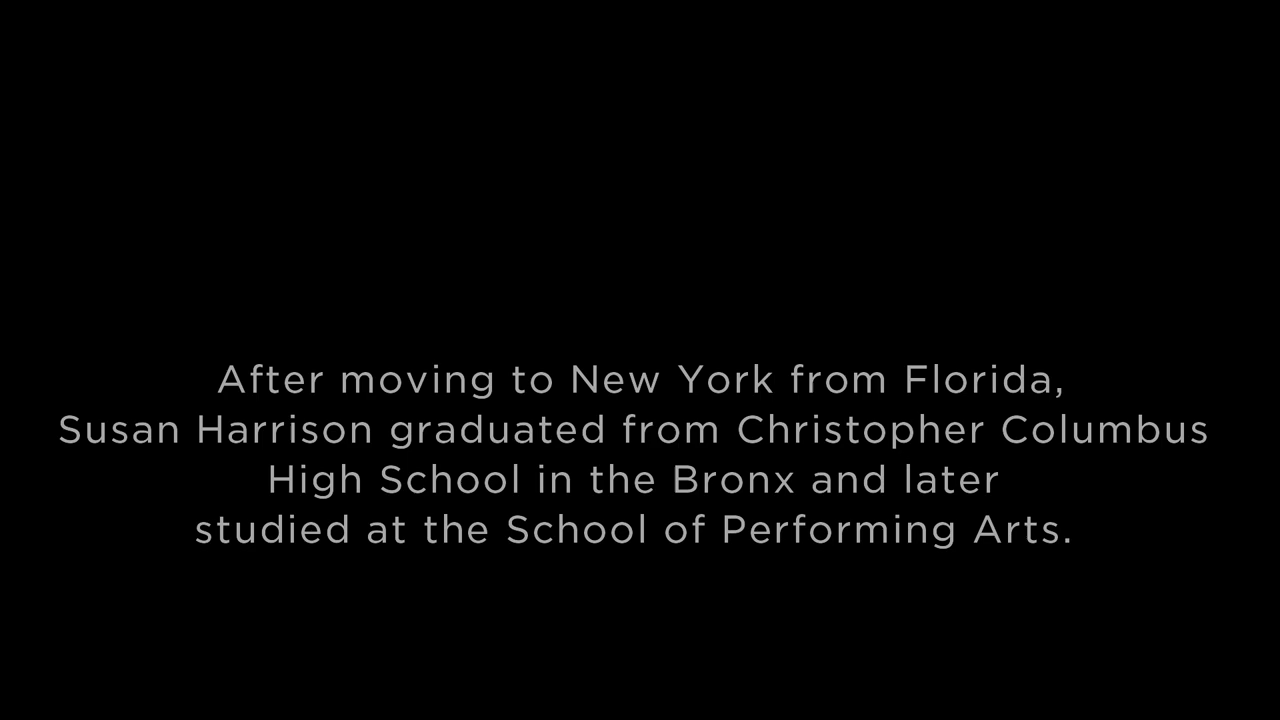 After moving to New York from Florida,
Susan Harrison graduated from Christopher Columbus
High School in the Bronx and later
studied at the School of Performing Arts.